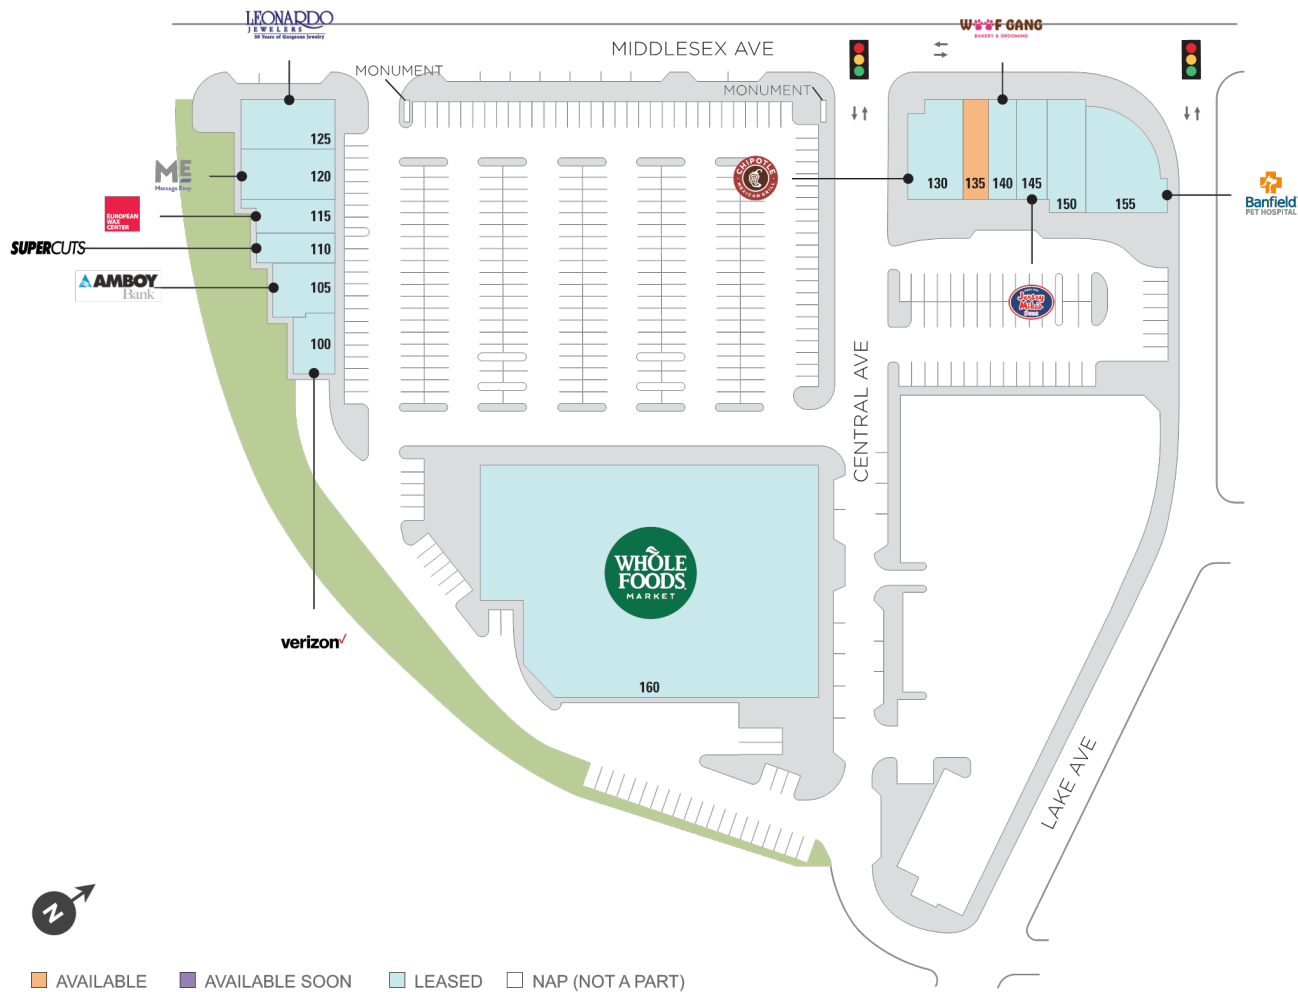 LEONARDO
JEWELERS
30 Years of Gorgeous Jewelry
WOOF GANG
BAKERY & GROOMING
MIDDLESEX AVE
MONUMENT
MONUMENT
125
120
115
110
105
100
ME
Massage Envy
EUROPEAN
WAX
CENTER
SUPERCUTS
AMBOY
Bank
verizon
CHIPOTLE
MEXICAN GRILL
130
135
140
145
150
155
Banfield
PET HOSPITAL
Jersey
Mike's
SUBS
CENTRAL AVE
WHOLE
FOODS
MARKET
160
LAKE AVE
N
AVAILABLE
AVAILABLE SOON
LEASED
NAP (NOT A PART)